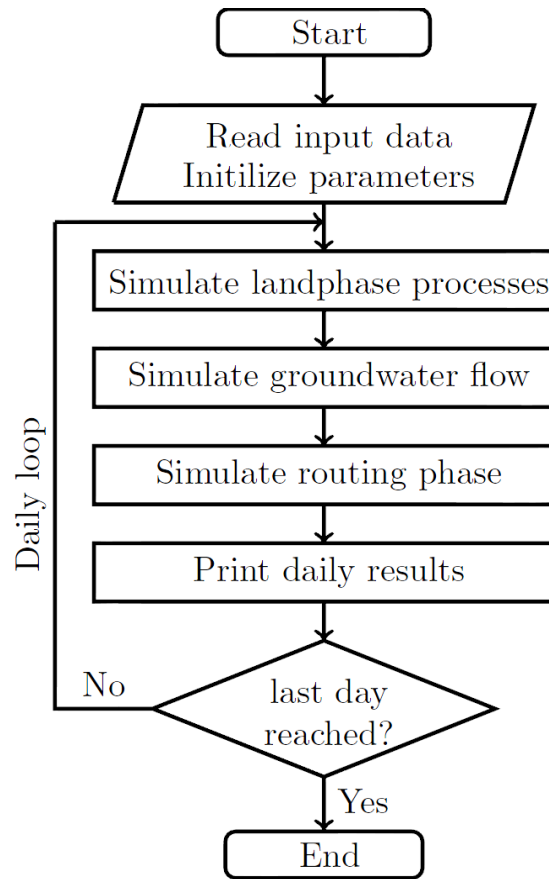 Start
Read input data
Initilize parameters
Simulate landphase processes
Simulate groundwater flow
Simulate routing phase
Print daily results
Daily loop
No
last day
reached?
Yes
End